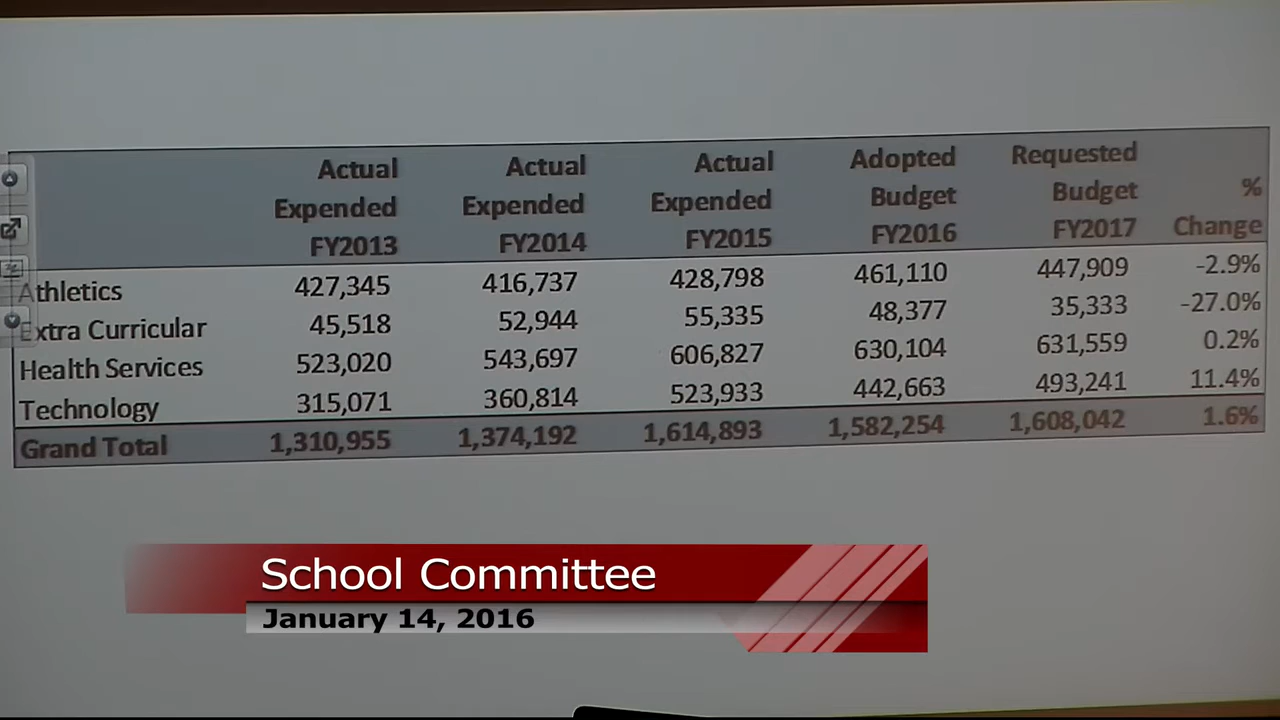 Actual Actual Actual Adopted Requested
Expended Expended Expended Budget Budget %
FY2013 FY2014 FY2015 FY2016 FY2017 Change
Athletics 427,345 416,737 428,798 461,110 447,909 -2.9%
Extra Curricular 45,518 52,944 55,335 48,377 35,333 -27.0%
Health Services 523,020 543,697 606,827 630,104 631,559 0.2%
Technology 315,071 360,814 523,933 442,663 493,241 11.4%
Grand Total 1,310,955 1,374,192 1,614,893 1,582,254 1,608,042 1.6%
School Committee
January 14, 2016